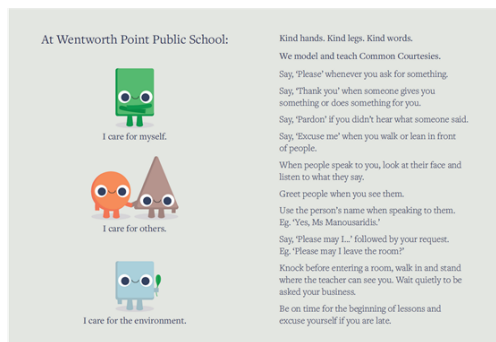 At Wentworth Point Public School:
I care for myself.
I care for others.
I care for the environment.
Kind hands. Kind legs. Kind words.
We model and teach Common Courtesies.
Say, ‘Please’ whenever you ask for something.
Say, ‘Thank you’ when someone gives you
something or does something for you.
Say, ‘Pardon’ if you didn’t hear what someone said.
Say, ‘Excuse me’ when you walk or lean in front
of people.
When people speak to you, look at their face and
listen to what they say.
Greet people when you see them.
Use the person’s name when speaking to them.
Eg. ‘Yes, Ms Manousaridis.’
Say, ‘Please may I...’ followed by your request.
Eg. ‘Please may I leave the room?’
Knock before entering a room, walk in and stand
where the teacher can see you. Wait quietly to be
asked your business.
Be on time for the beginning of lessons and
excuse yourself if you are late.